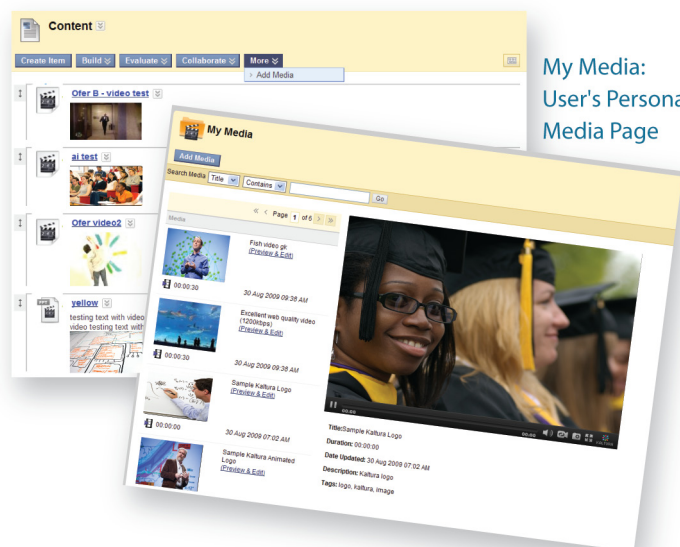 Content
Create Item Build Evaluate Collaborate More
Add Media
Ofer B - video test
ai test
Ofer video2
yellow
testing text with video
video testing text with
My Media:
User's Persona
Media Page
My Media
Add Media
Search Media Title Contains Go
Page 1 of 6
Media
Fish video gk
(Preview & Edit)
00:00:30 30 Aug 2009 09:38 AM
Excellent web quality video
(1200kbps)
(Preview & Edit)
00:00:30 30 Aug 2009 09:38 AM
Sample Kaltura Logo
(Preview & Edit)
00:00:00 30 Aug 2009 07:02 AM
Sample Kaltura Animated
Logo
(Preview & Edit)
00:00 00:00
Title:Sample Kaltura Logo
Duration: 00:00:00
Date Updated: 30 Aug 2009 07:02 AM
Description: Kaltura logo
Tags: logo, kaltura, image